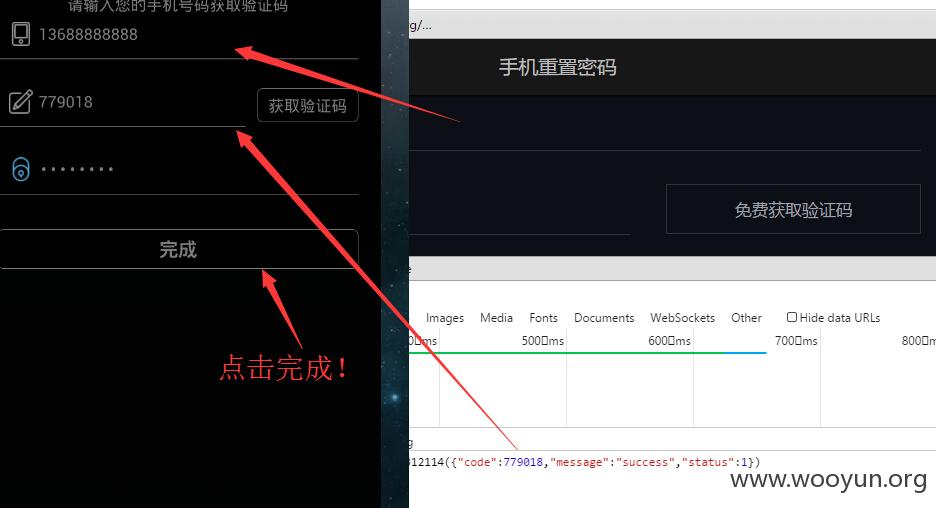 请输入您的手机号码获取验证码
13688888888
779018
获取验证码
........
完成
点击完成！
g/...
手机重置密码
免费获取验证码
e
Images Media Fonts Documents WebSockets Other Hide data URLs
0ms 500ms 600ms 700ms 800m
g
312114({"code":779018,"message":"success","status":1})
www.wooyun.org